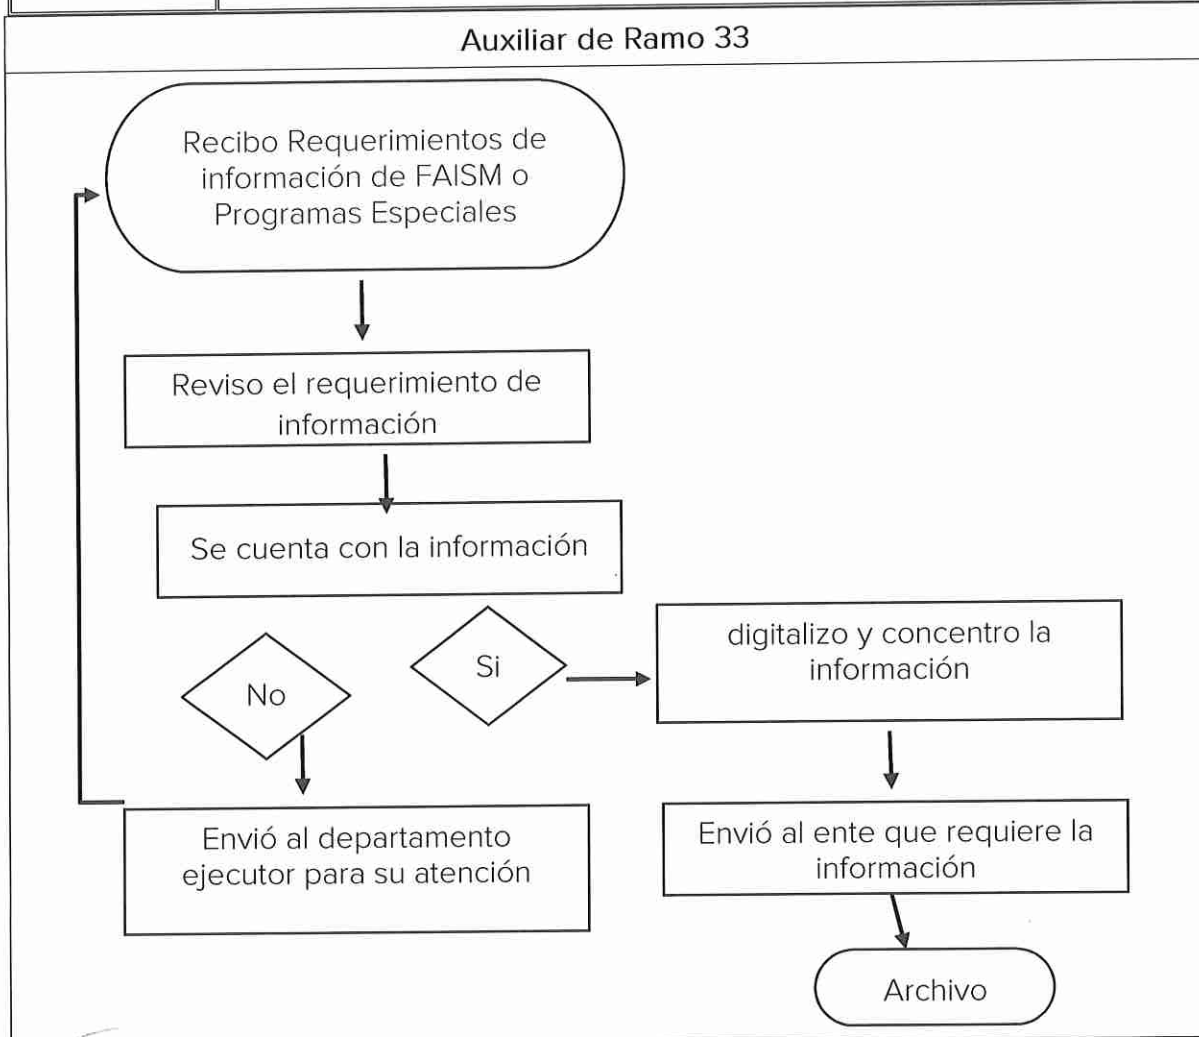 Auxiliar de Ramo 33
Recibo Requerimientos de
información de FAISM o
Programas Especiales
Reviso el requerimiento de
información
Se cuenta con la información
Si
No
digitalizo y concentro la
información
Envió al departamento
ejecutor para su atención
Envió al ente que requiere la
información
Archivo